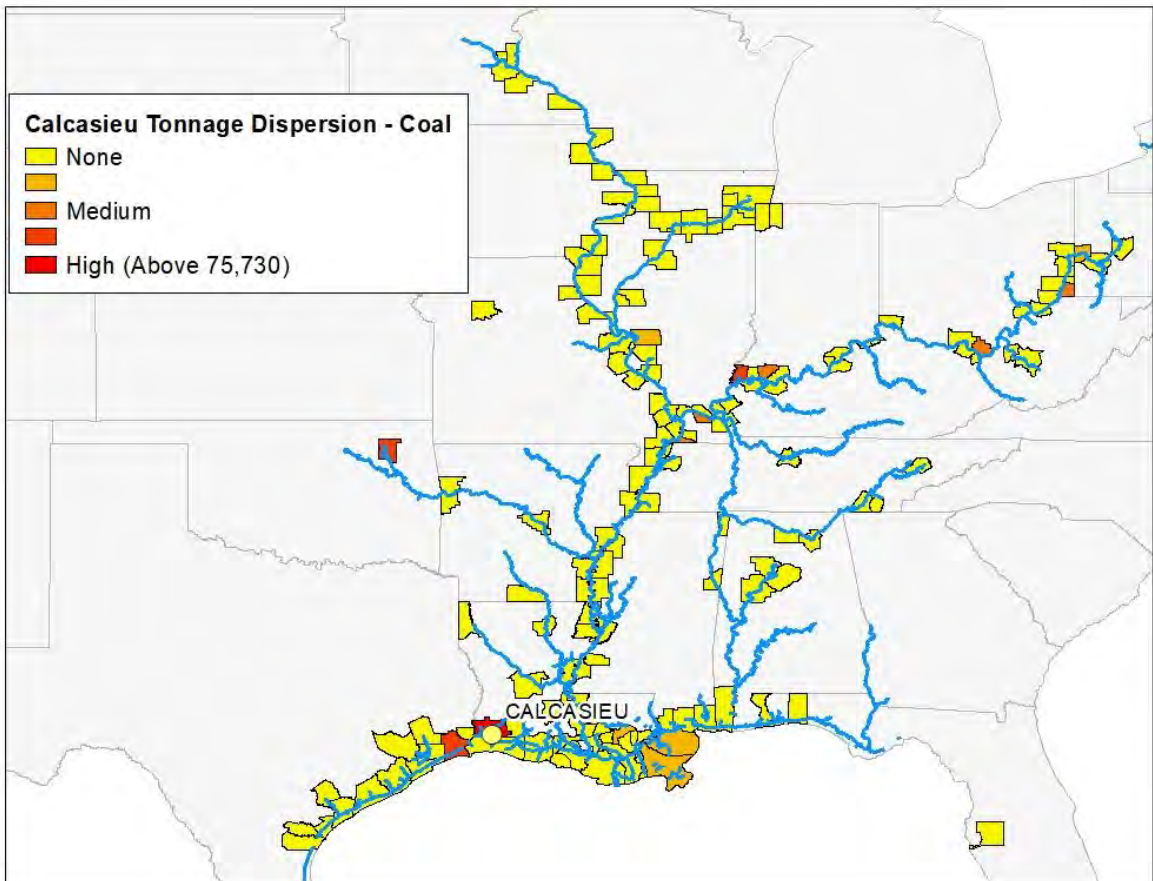 Calcasieu Tonnage Dispersion - Coal
None
Medium
High (Above 75,730)
CALCASIEU